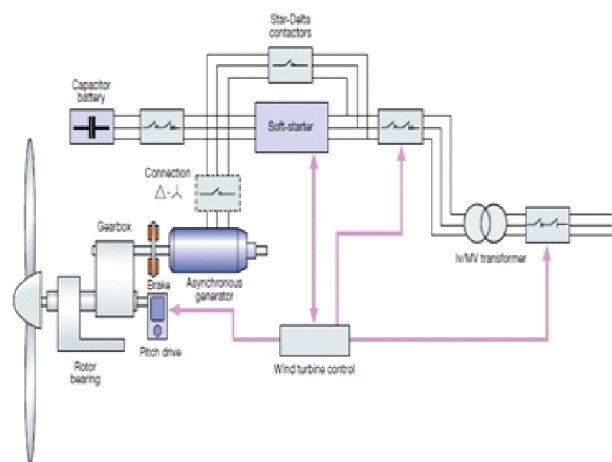 Star-Delta
contactors
Capacitor
battery
Soft-starter
Connection
Δ-⅄
Gearbox
lv/MV transformer
Brake
Asynchronous
generator
Pitch drive
Wind turbine control
Rotor
bearing